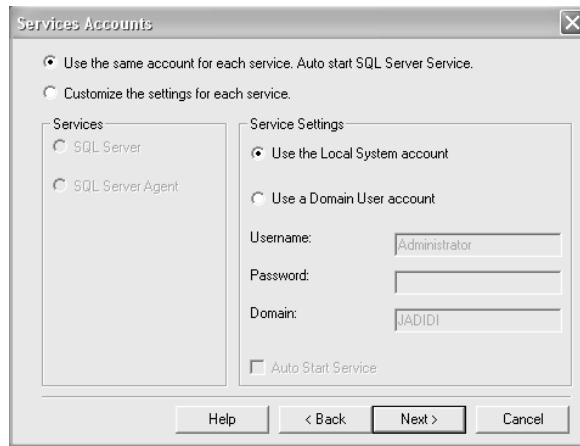 Services Accounts
Use the same account for each service. Auto start SQL Server Service.
Customize the settings for each service.
Services
SQL Server
SQL Server Agent
Service Settings
Use the Local System account
Use a Domain User account
Username:
Administrator
Password:
Domain:
JADIDI
Auto Start Service
Help
< Back
Next >
Cancel